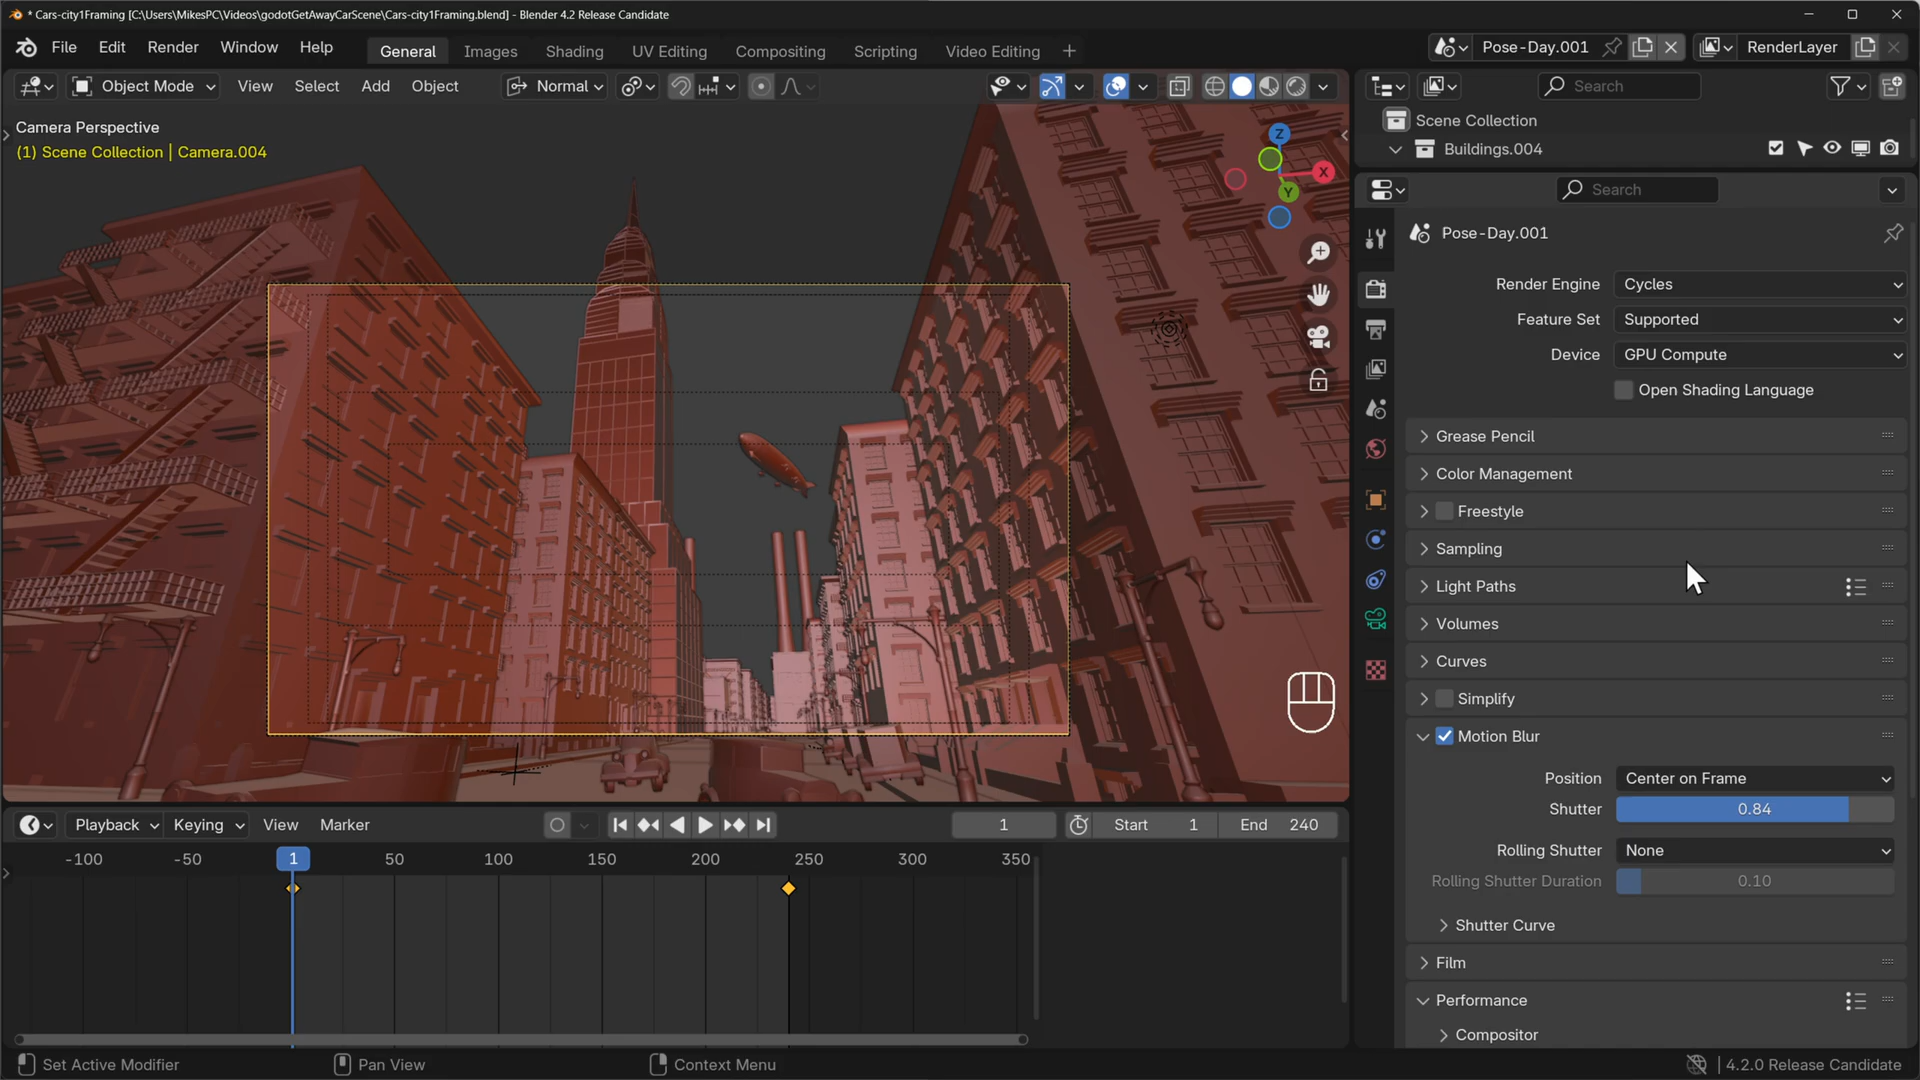 * Cars-city1Framing [C:\Users\MikesPC\Videos\godotGetAwayCarScene\Cars-city1Framing.blend] - Blender 4.2 Release Candidate
File Edit Render Window Help General Images Shading UV Editing Compositing Scripting Video Editing + Pose-Day.001 RenderLayer
Object Mode View Select Add Object Normal Search
Camera Perspective
(1) Scene Collection | Camera.004
Z
X
Y
Scene Collection
Buildings.004
Search
Pose-Day.001
Render Engine Cycles
Feature Set Supported
Device GPU Compute
Open Shading Language
Grease Pencil
Color Management
Freestyle
Sampling
Light Paths
Volumes
Curves
Simplify
Motion Blur
Position Center on Frame
Shutter 0.84
Rolling Shutter None
Rolling Shutter Duration 0.10
Shutter Curve
Film
Performance
Compositor
Playback Keying View Marker 1 Start 1 End 240
-100 -50 1 50 100 150 200 250 300 350
Set Active Modifier Pan View Context Menu 4.2.0 Release Candidate